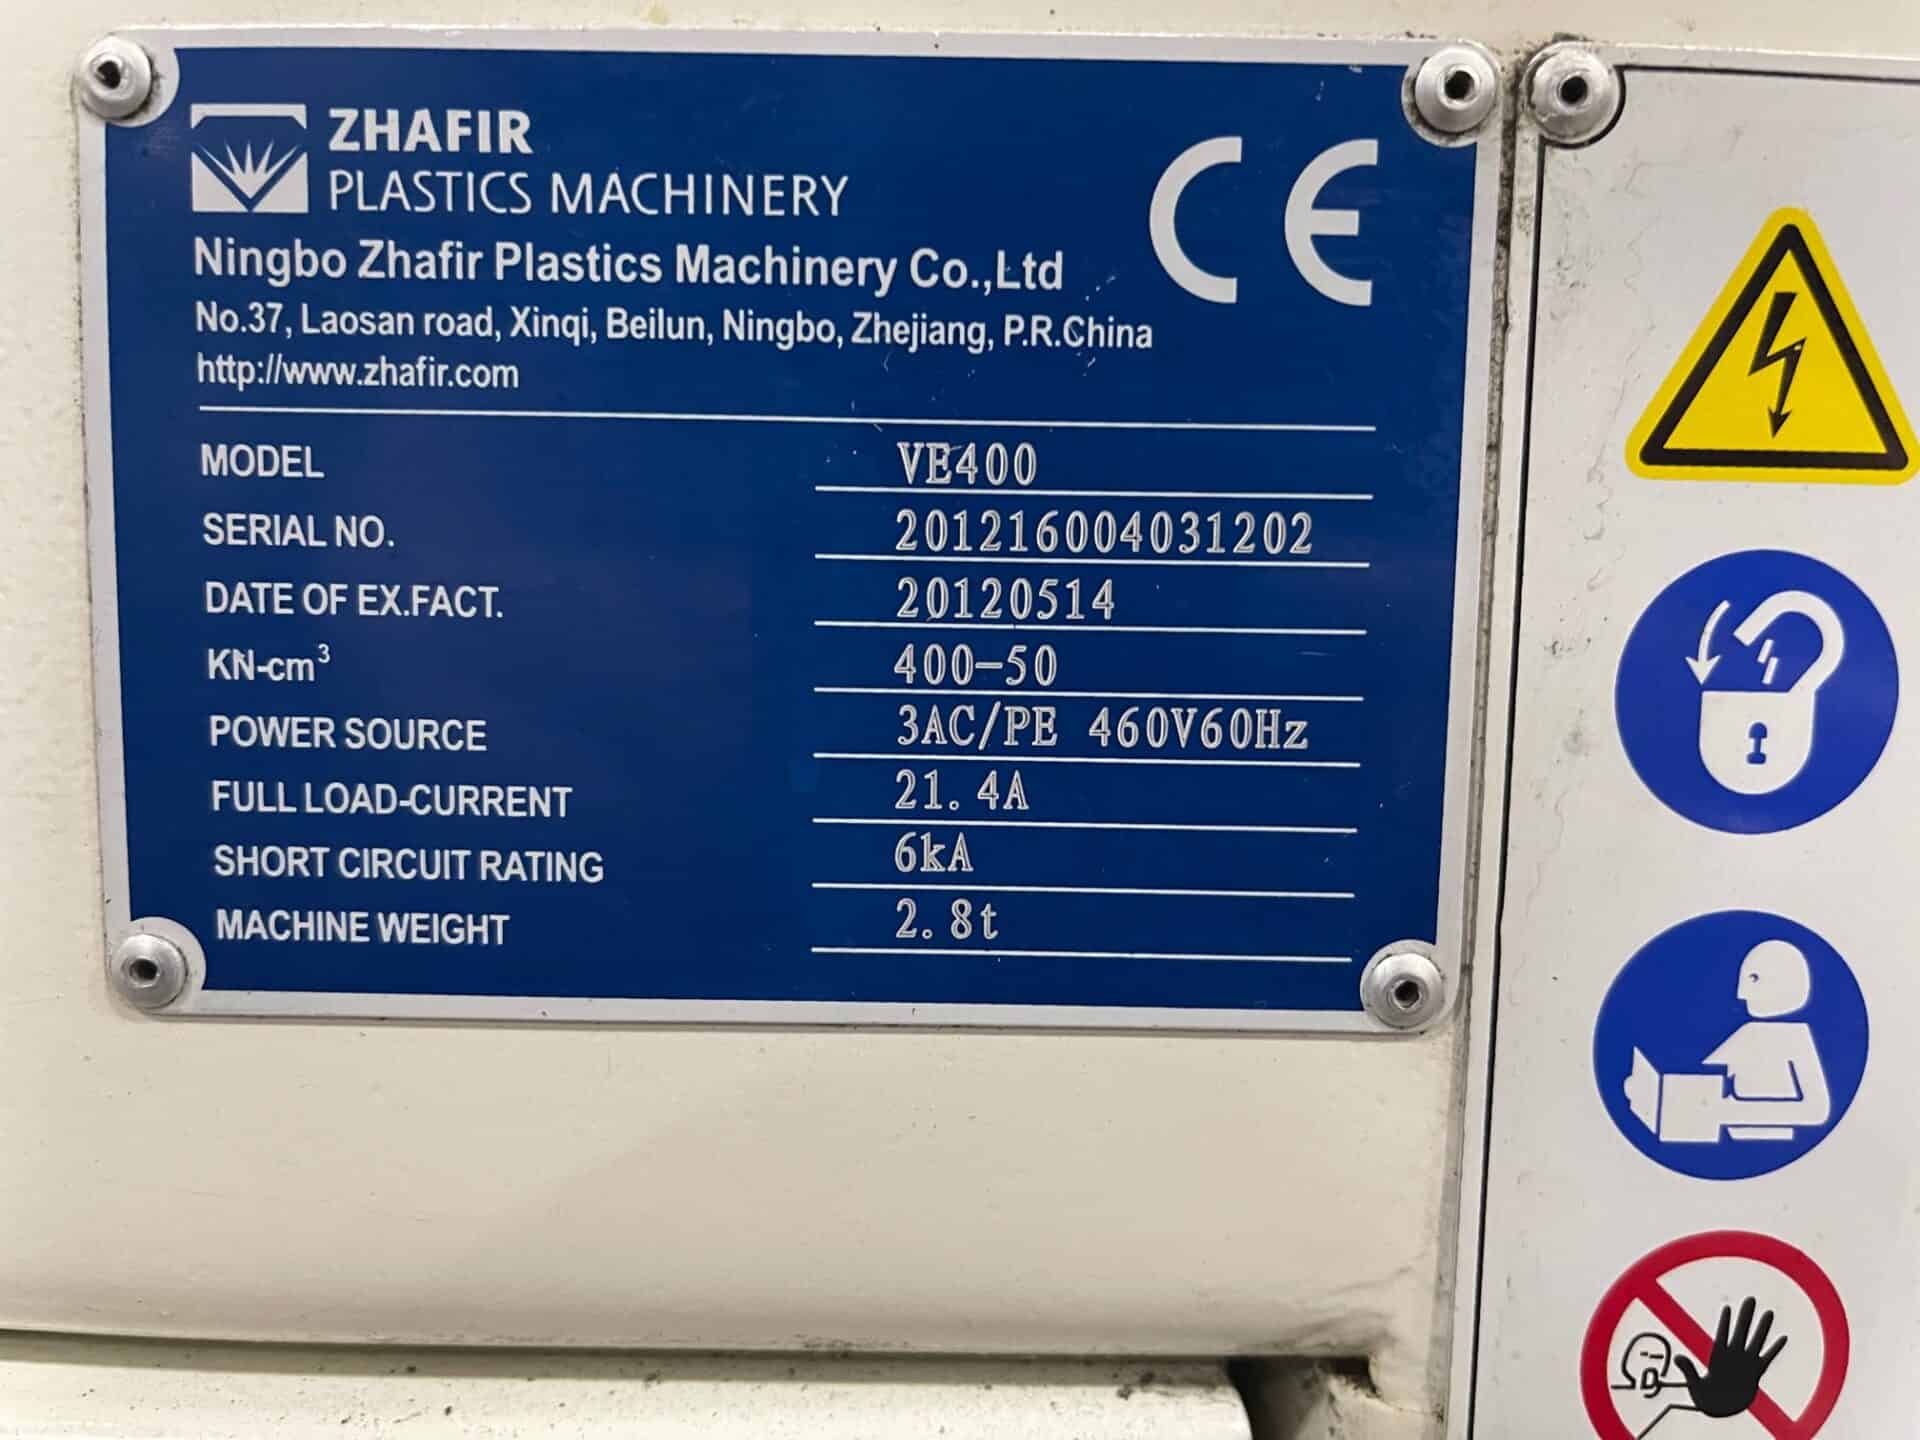 ZHAFIR
PLASTICS MACHINERY
CE
Ningbo Zhafir Plastics Machinery Co.,Ltd
No.37, Laosan road, Xinqi, Beilun, Ningbo, Zhejiang, P.R.China
http://www.zhafir.com
MODEL VE400
SERIAL NO. 201216004031202
DATE OF EX.FACT. 20120514
KN-cm³ 400-50
POWER SOURCE 3AC/PE 460V60Hz
FULL LOAD-CURRENT 21.4A
SHORT CIRCUIT RATING 6kA
MACHINE WEIGHT 2.8t